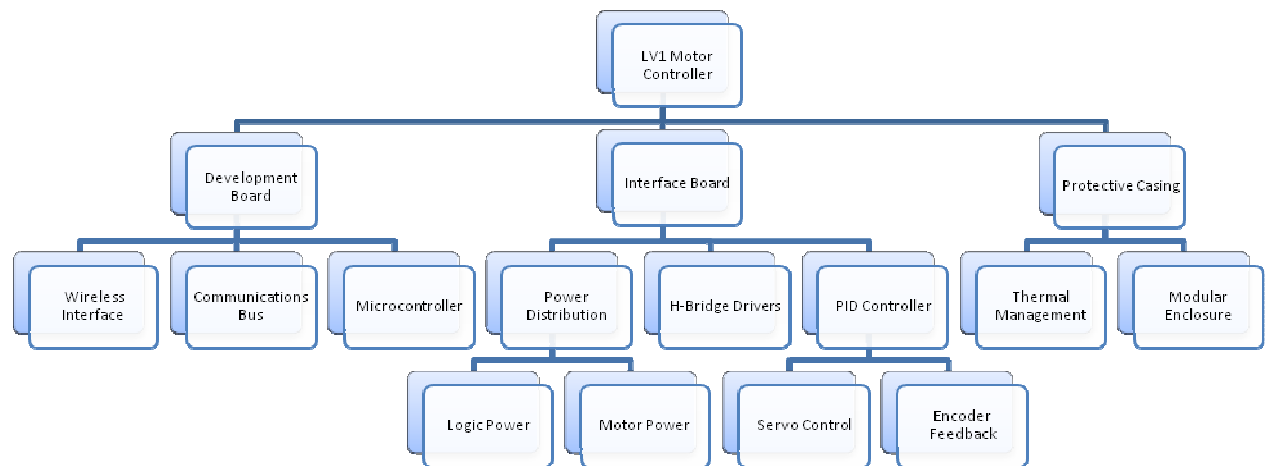 LV1 Motor
Controller
Development
Board
Interface Board
Protective Casing
Wireless
Interface
Communications
Bus
Microcontroller
Power
Distribution
H-Bridge Drivers
PID Controller
Thermal
Management
Modular
Enclosure
Logic Power
Motor Power
Servo Control
Encoder
Feedback